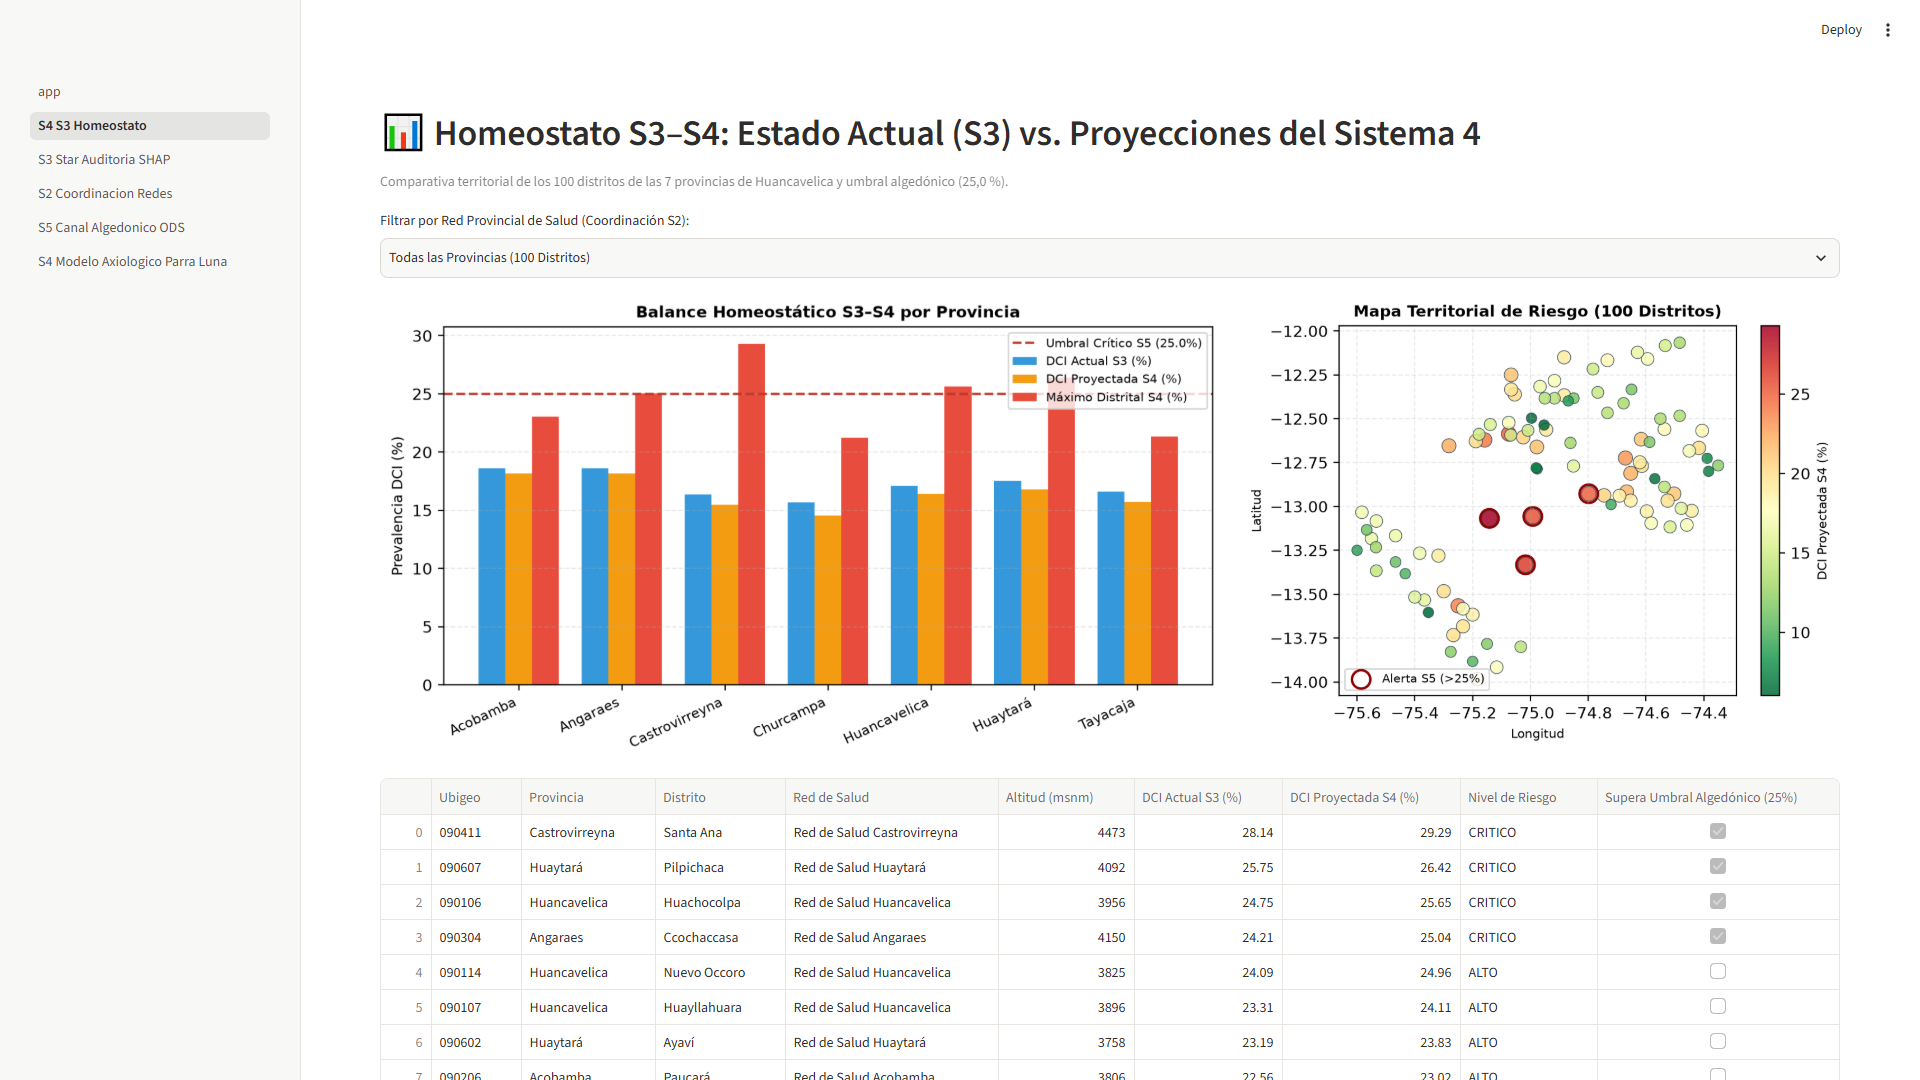 Deploy
app
S4 S3 Homeostato
S3 Star Auditoria SHAP
S2 Coordinacion Redes
S5 Canal Algedonico ODS
S4 Modelo Axiologico Parra Luna
Homeostato S3–S4: Estado Actual (S3) vs. Proyecciones del Sistema 4
Comparativa territorial de los 100 distritos de las 7 provincias de Huancavelica y umbral algedónico (25,0 %).
Filtrar por Red Provincial de Salud (Coordinación S2):
Todas las Provincias (100 Distritos)
Balance Homeostático S3–S4 por Provincia
Prevalencia DCI (%)
30
25
20
15
10
5
0
Umbral Crítico S5 (25.0%)
DCI Actual S3 (%)
DCI Proyectada S4 (%)
Máximo Distrital S4 (%)
Acobamba
Angaraes
Castrovirreyna
Churcampa
Huancavelica
Huaytará
Tayacaja
Mapa Territorial de Riesgo (100 Distritos)
Latitud
−12.00
−12.25
−12.50
−12.75
−13.00
−13.25
−13.50
−13.75
−14.00
Alerta S5 (>25%)
−75.6 −75.4 −75.2 −75.0 −74.8 −74.6 −74.4
Longitud
25
20
15
10
DCI Proyectada S4 (%)
Ubigeo Provincia Distrito Red de Salud Altitud (msnm) DCI Actual S3 (%) DCI Proyectada S4 (%) Nivel de Riesgo Supera Umbral Algedónico (25%)
0 090411 Castrovirreyna Santa Ana Red de Salud Castrovirreyna 4473 28.14 29.29 CRITICO
1 090607 Huaytará Pilpichaca Red de Salud Huaytará 4092 25.75 26.42 CRITICO
2 090106 Huancavelica Huachocolpa Red de Salud Huancavelica 3956 24.75 25.65 CRITICO
3 090304 Angaraes Ccochaccasa Red de Salud Angaraes 4150 24.21 25.04 CRITICO
4 090114 Huancavelica Nuevo Occoro Red de Salud Huancavelica 3825 24.09 24.96 ALTO
5 090107 Huancavelica Huayllahuara Red de Salud Huancavelica 3896 23.31 24.11 ALTO
6 090602 Huaytará Ayaví Red de Salud Huaytará 3758 23.19 23.83 ALTO
7 090206 Acobamba Paucará Red de Salud Acobamba 3806 22.56 23.02 ALTO